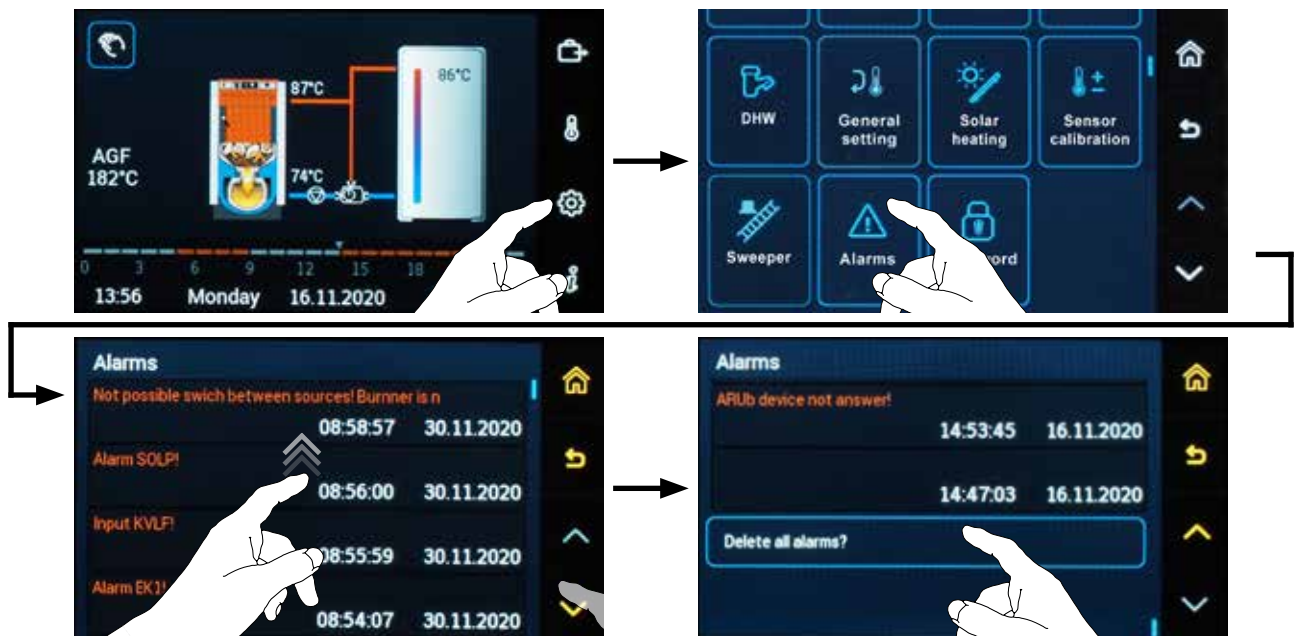 86°C
87°C
AGF
182°C
74°C
0 3 6 9 12 15 18
13:56 Monday 16.11.2020
DHW
General
setting
Solar
heating
Sensor
calibration
Sweeper
Alarms
ord
Alarms
Not possible swich between sources! Burnner is n
08:58:57 30.11.2020
Alarm SOLP!
08:56:00 30.11.2020
Input KVLF!
08:55:59 30.11.2020
Alarm EK1!
08:54:07 30.11.2020
Alarms
ARUb device not answer!
14:53:45 16.11.2020
14:47:03 16.11.2020
Delete all alarms?